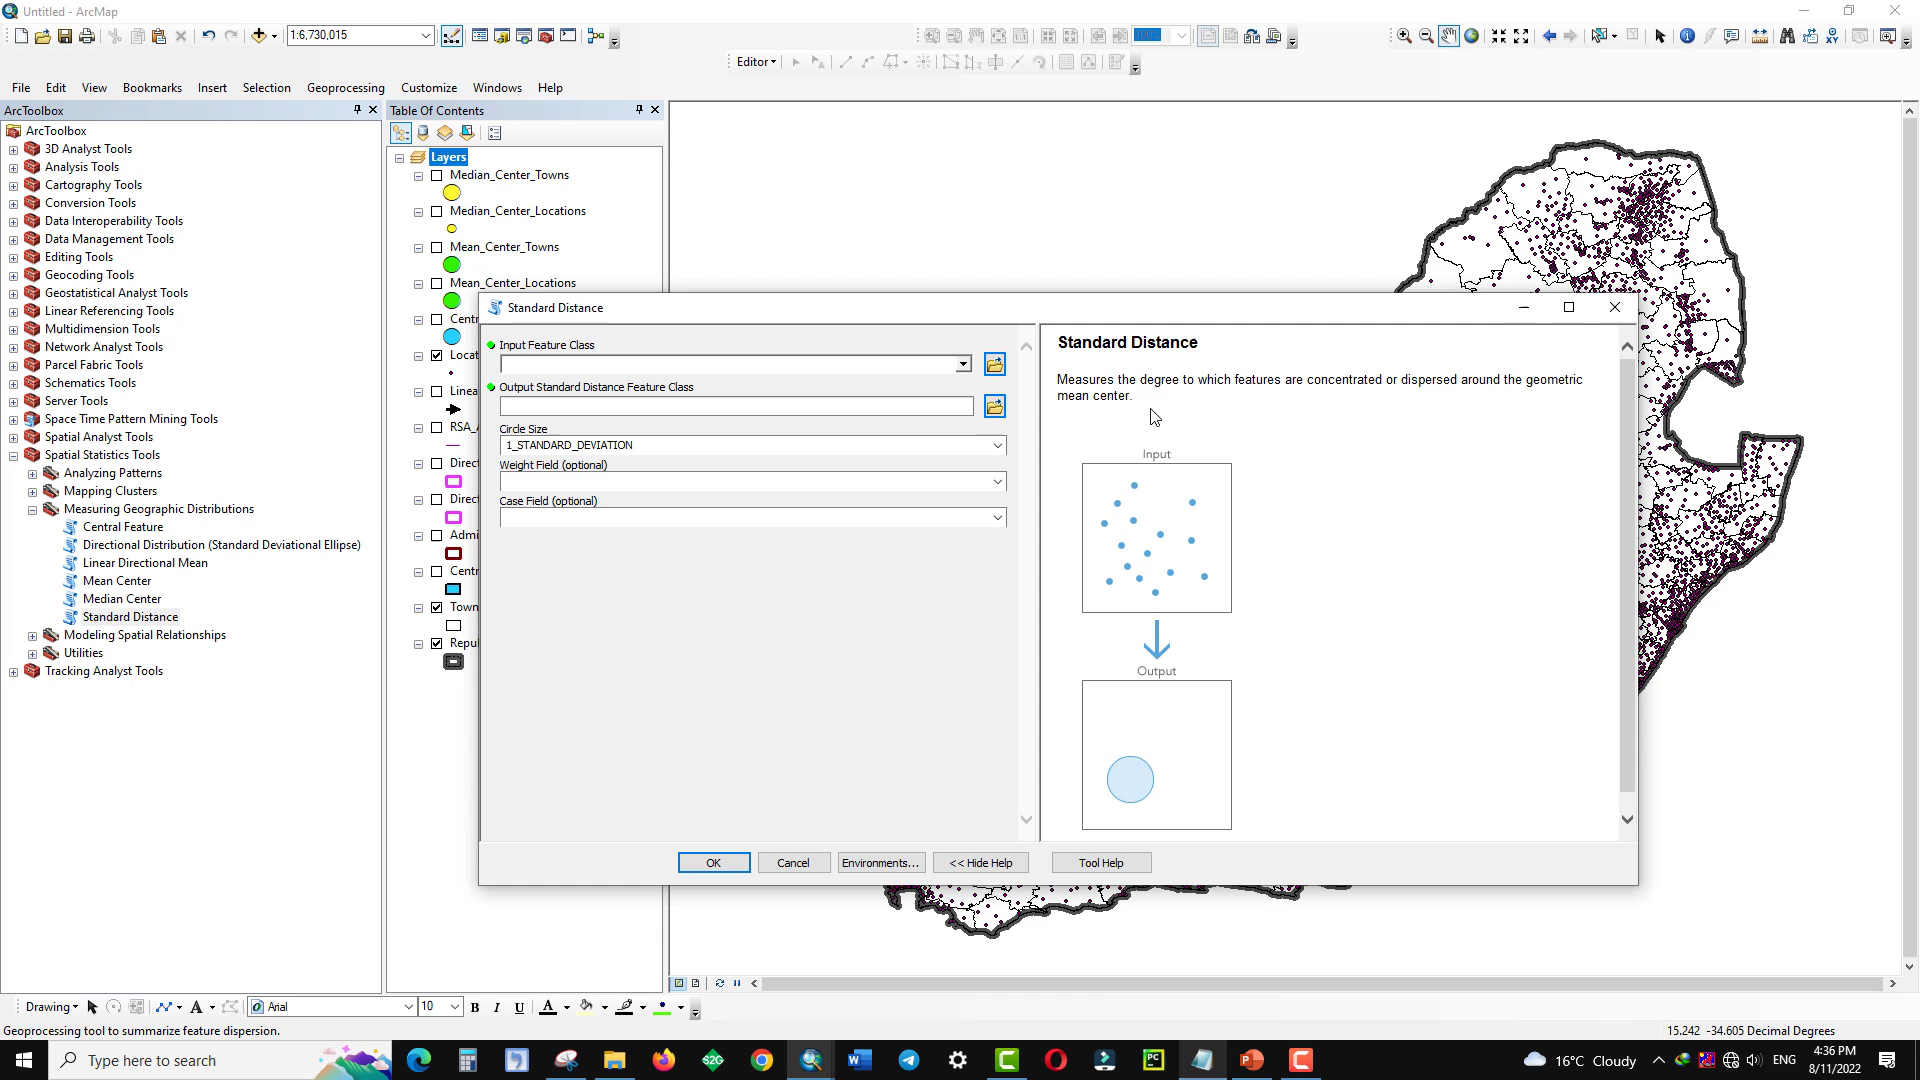 Untitled - ArcMap
1:6,730,015
100%
Editor
File Edit View Bookmarks Insert Selection Geoprocessing Customize Windows Help
ArcToolbox
Table Of Contents
ArcToolbox
3D Analyst Tools
Analysis Tools
Cartography Tools
Conversion Tools
Data Interoperability Tools
Data Management Tools
Editing Tools
Geocoding Tools
Geostatistical Analyst Tools
Linear Referencing Tools
Multidimension Tools
Network Analyst Tools
Parcel Fabric Tools
Schematics Tools
Server Tools
Space Time Pattern Mining Tools
Spatial Analyst Tools
Spatial Statistics Tools
Analyzing Patterns
Mapping Clusters
Measuring Geographic Distributions
Central Feature
Directional Distribution (Standard Deviational Ellipse)
Linear Directional Mean
Mean Center
Median Center
Standard Distance
Modeling Spatial Relationships
Utilities
Tracking Analyst Tools
Layers
Median_Center_Towns
Median_Center_Locations
Mean_Center_Towns
Mean_Center_Locations
Centr
Locat
Linea
RSA_
Direct
Direct
Admi
Centr
Town
Repul
Standard Distance
Input Feature Class
Output Standard Distance Feature Class
Circle Size
1_STANDARD_DEVIATION
Weight Field (optional)
Case Field (optional)
Standard Distance
Measures the degree to which features are concentrated or dispersed around the geometric
mean center.
Input
Output
OK Cancel Environments... << Hide Help Tool Help
Drawing A Arial 10 B I U A
Geoprocessing tool to summarize feature dispersion.
15.242 -34.605 Decimal Degrees
Type here to search
16°C Cloudy
ENG
4:36 PM
8/11/2022